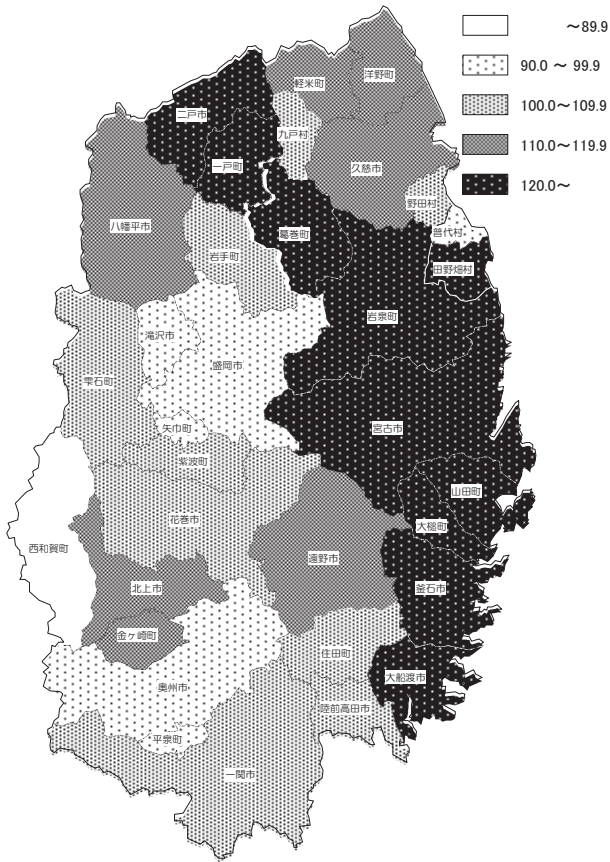 ～89.9
90.0 ～ 99.9
100.0～109.9
110.0～119.9
120.0～
洋野町
軽米町
二戸市
九戸村
一戸町
久慈市
野田村
八幡平市
葛巻町
普代村
岩手町
田野畑村
岩泉町
滝沢市
盛岡市
雫石町
宮古市
矢巾町
紫波町
山田町
花巻市
大槌町
西和賀町
遠野市
北上市
釜石市
金ヶ崎町
住田町
大船渡市
奥州市
陸前高田市
平泉町
一関市